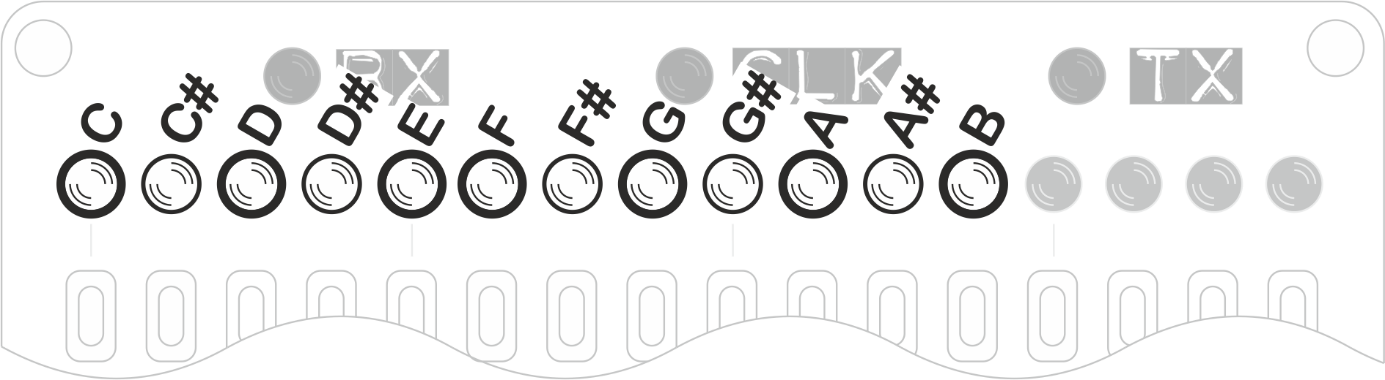 RX CLK TX
C C# D D# E F F# G G# A A# B